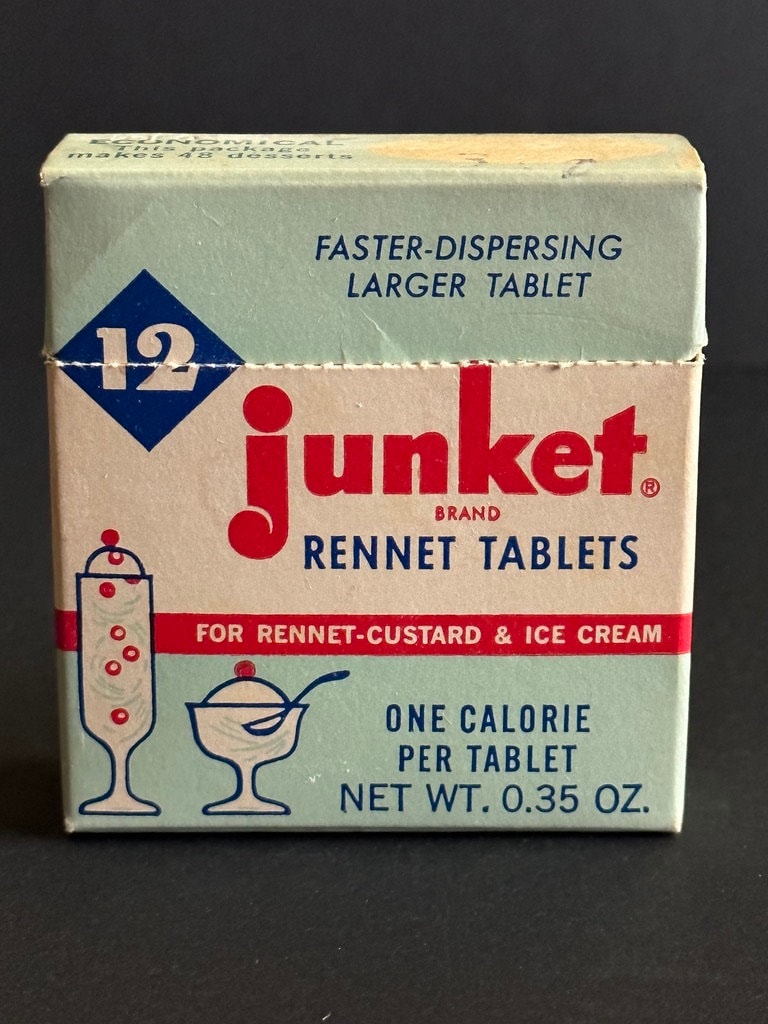 ECONOMICAL
This package
makes 48 desserts
FASTER-DISPERSING
LARGER TABLET
12
junket®
BRAND
RENNET TABLETS
FOR RENNET-CUSTARD & ICE CREAM
ONE CALORIE
PER TABLET
NET WT. 0.35 OZ.